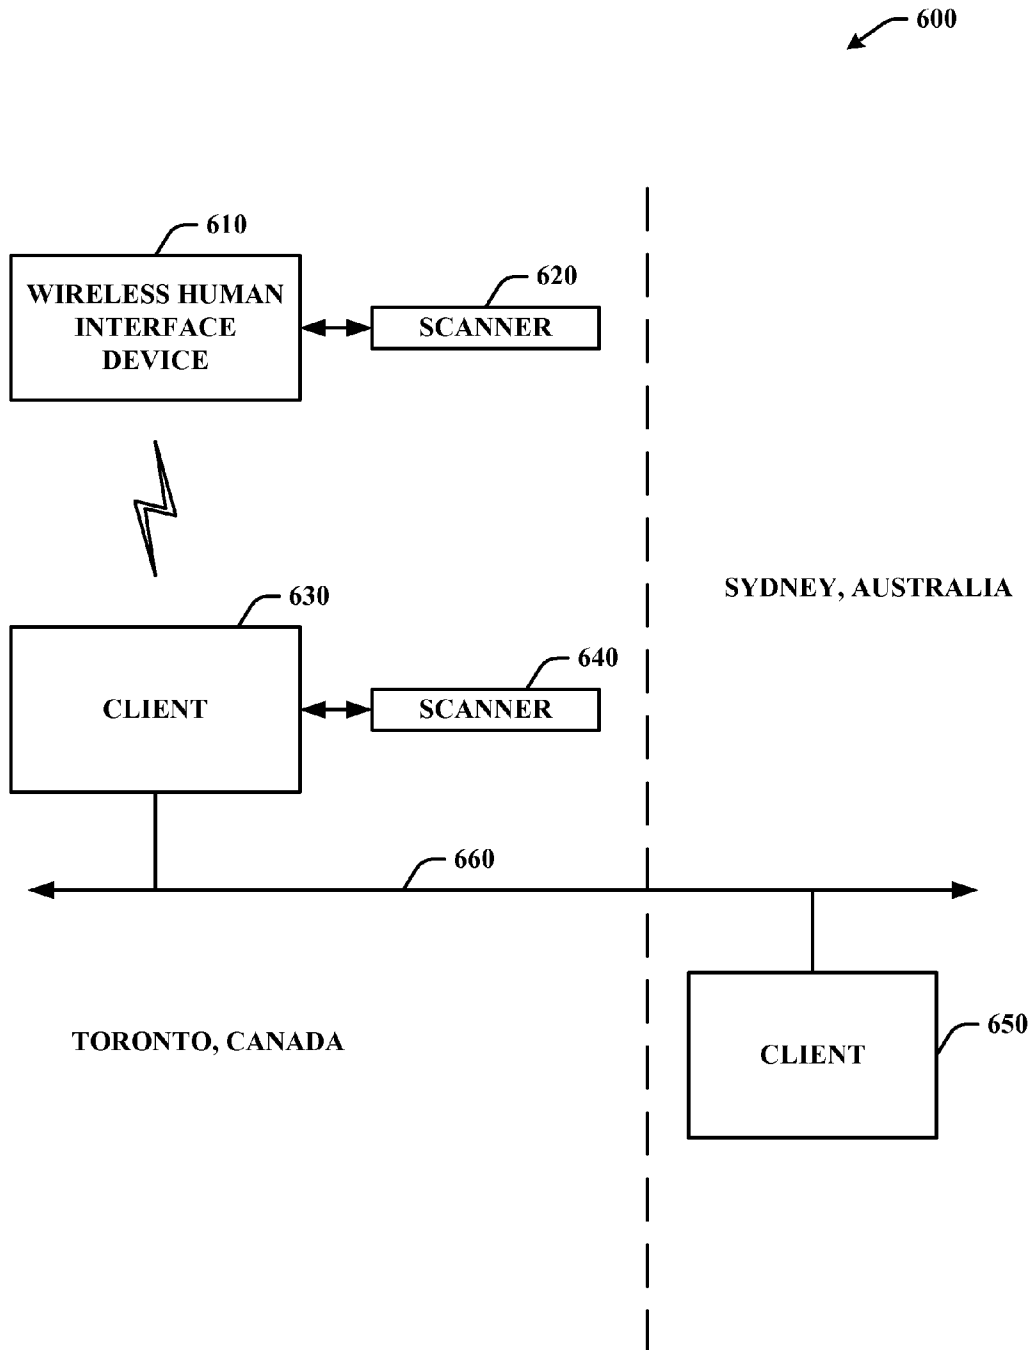 600
610
WIRELESS HUMAN
INTERFACE
DEVICE
620
SCANNER
SYDNEY, AUSTRALIA
630
CLIENT
640
SCANNER
660
TORONTO, CANADA
650
CLIENT